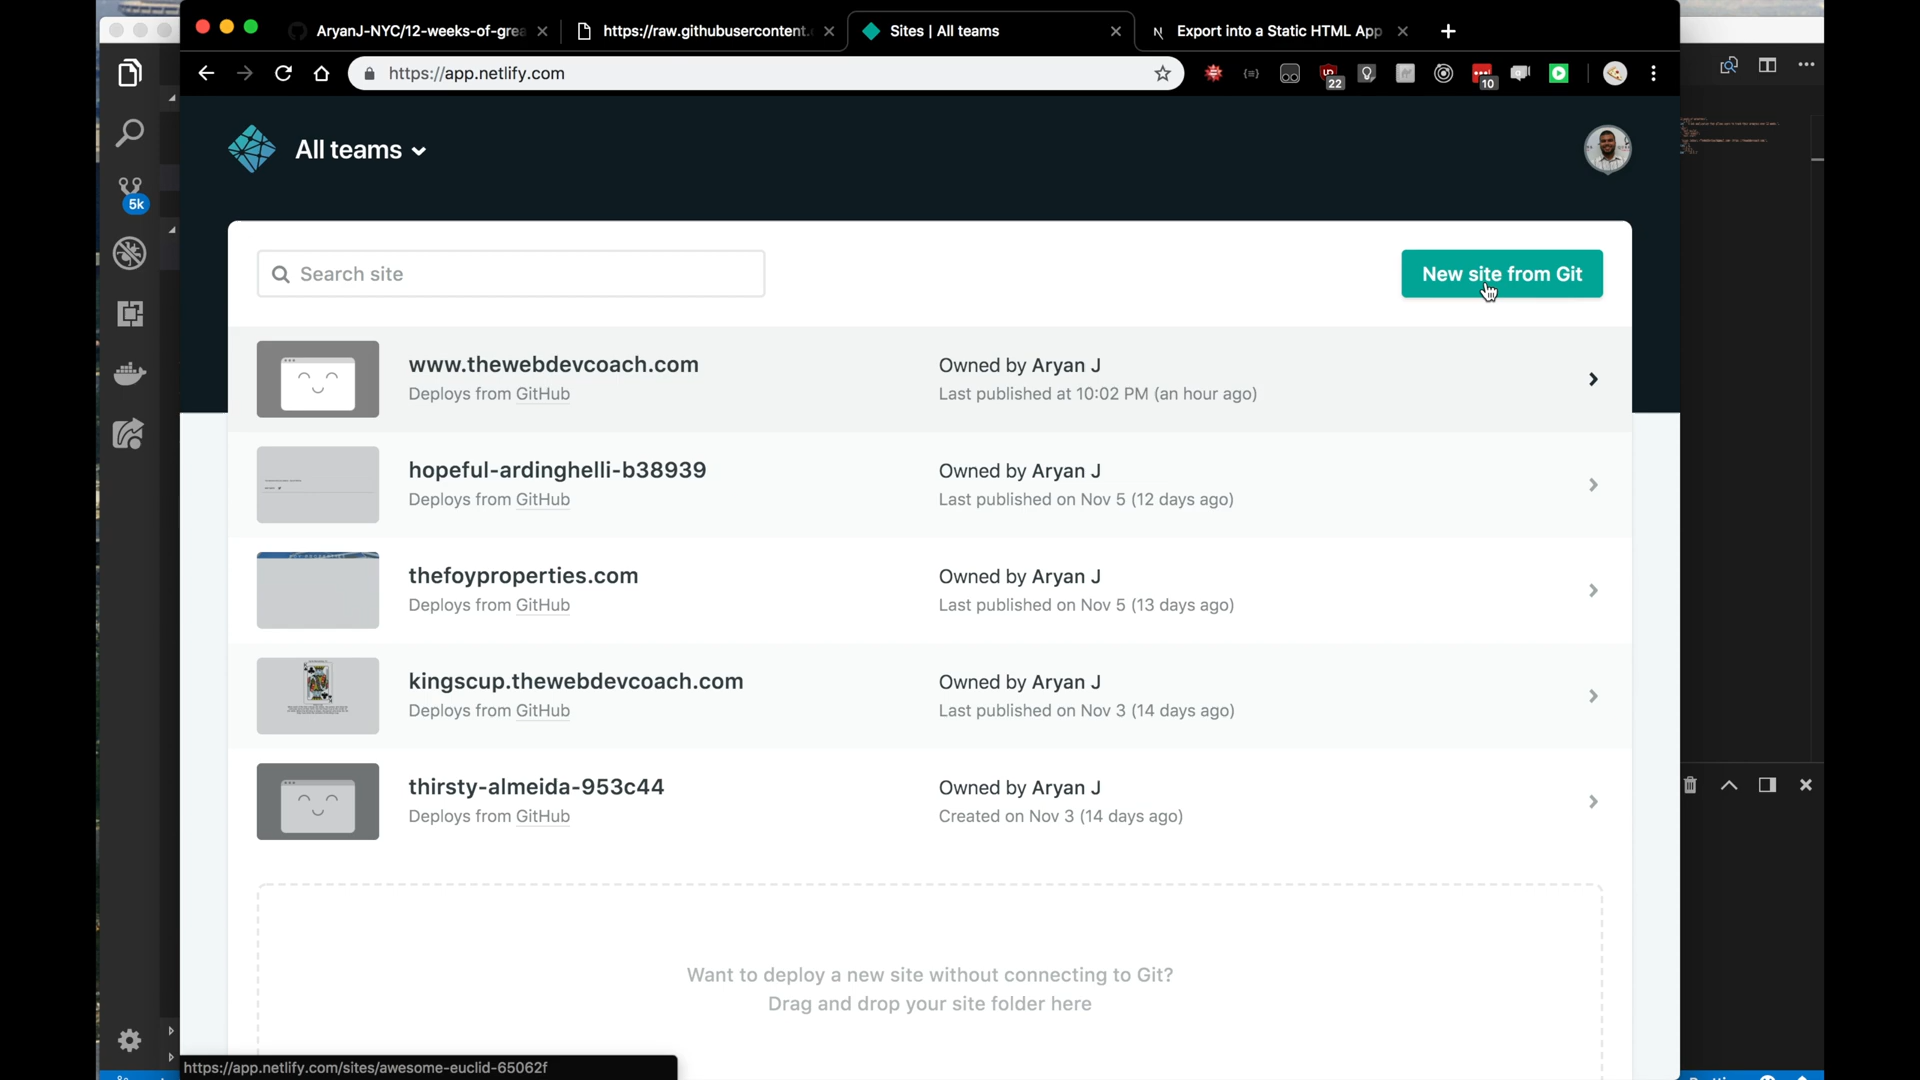 AryanJ-NYC/12-weeks-of-grea
https://raw.githubusercontent.
Sites | All teams
Export into a Static HTML App
https://app.netlify.com
22
10
All teams
5k
Search site
New site from Git
www.thewebdevcoach.com
Deploys from GitHub
Owned by Aryan J
Last published at 10:02 PM (an hour ago)
hopeful-ardinghelli-b38939
Deploys from GitHub
Owned by Aryan J
Last published on Nov 5 (12 days ago)
thefoyproperties.com
Deploys from GitHub
Owned by Aryan J
Last published on Nov 5 (13 days ago)
kingscup.thewebdevcoach.com
Deploys from GitHub
Owned by Aryan J
Last published on Nov 3 (14 days ago)
thirsty-almeida-953c44
Deploys from GitHub
Owned by Aryan J
Created on Nov 3 (14 days ago)
Want to deploy a new site without connecting to Git?
Drag and drop your site folder here
https://app.netlify.com/sites/awesome-euclid-65062f